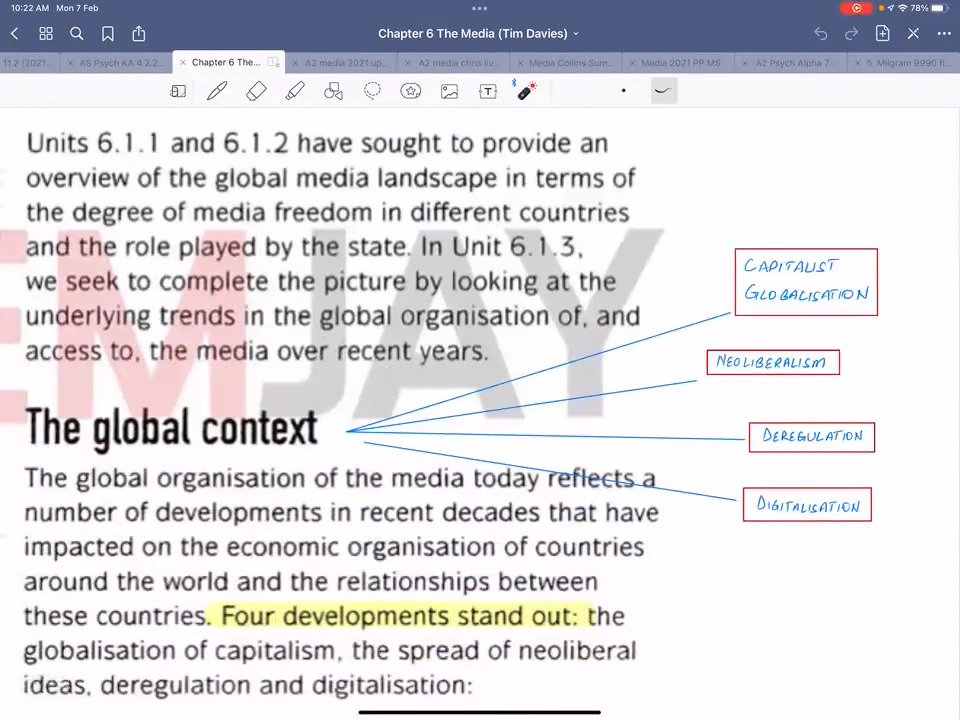 10:22 AM Mon 7 Feb
78%
Chapter 6 The Media (Tim Davies)
11.2 (2021...
AS Psych KA 4.2.2...
Chapter 6 The...
A2 media 2021 up...
A2 media chris liv...
Media Collins Sum...
Media 2021 PP MS
A2 Psych Alpha 7...
5. Milgram 9990 fi...
Units 6.1.1 and 6.1.2 have sought to provide an
overview of the global media landscape in terms of
the degree of media freedom in different countries
and the role played by the state. In Unit 6.1.3,
we seek to complete the picture by looking at the
underlying trends in the global organisation of, and
access to, the media over recent years.
EMJAY
CAPITALIST
GLOBALISATION
NEOLIBERALISM
DEREGULATION
DIGITALISATION
The global context
The global organisation of the media today reflects a
number of developments in recent decades that have
impacted on the economic organisation of countries
around the world and the relationships between
these countries. Four developments stand out: the
globalisation of capitalism, the spread of neoliberal
ideas, deregulation and digitalisation: